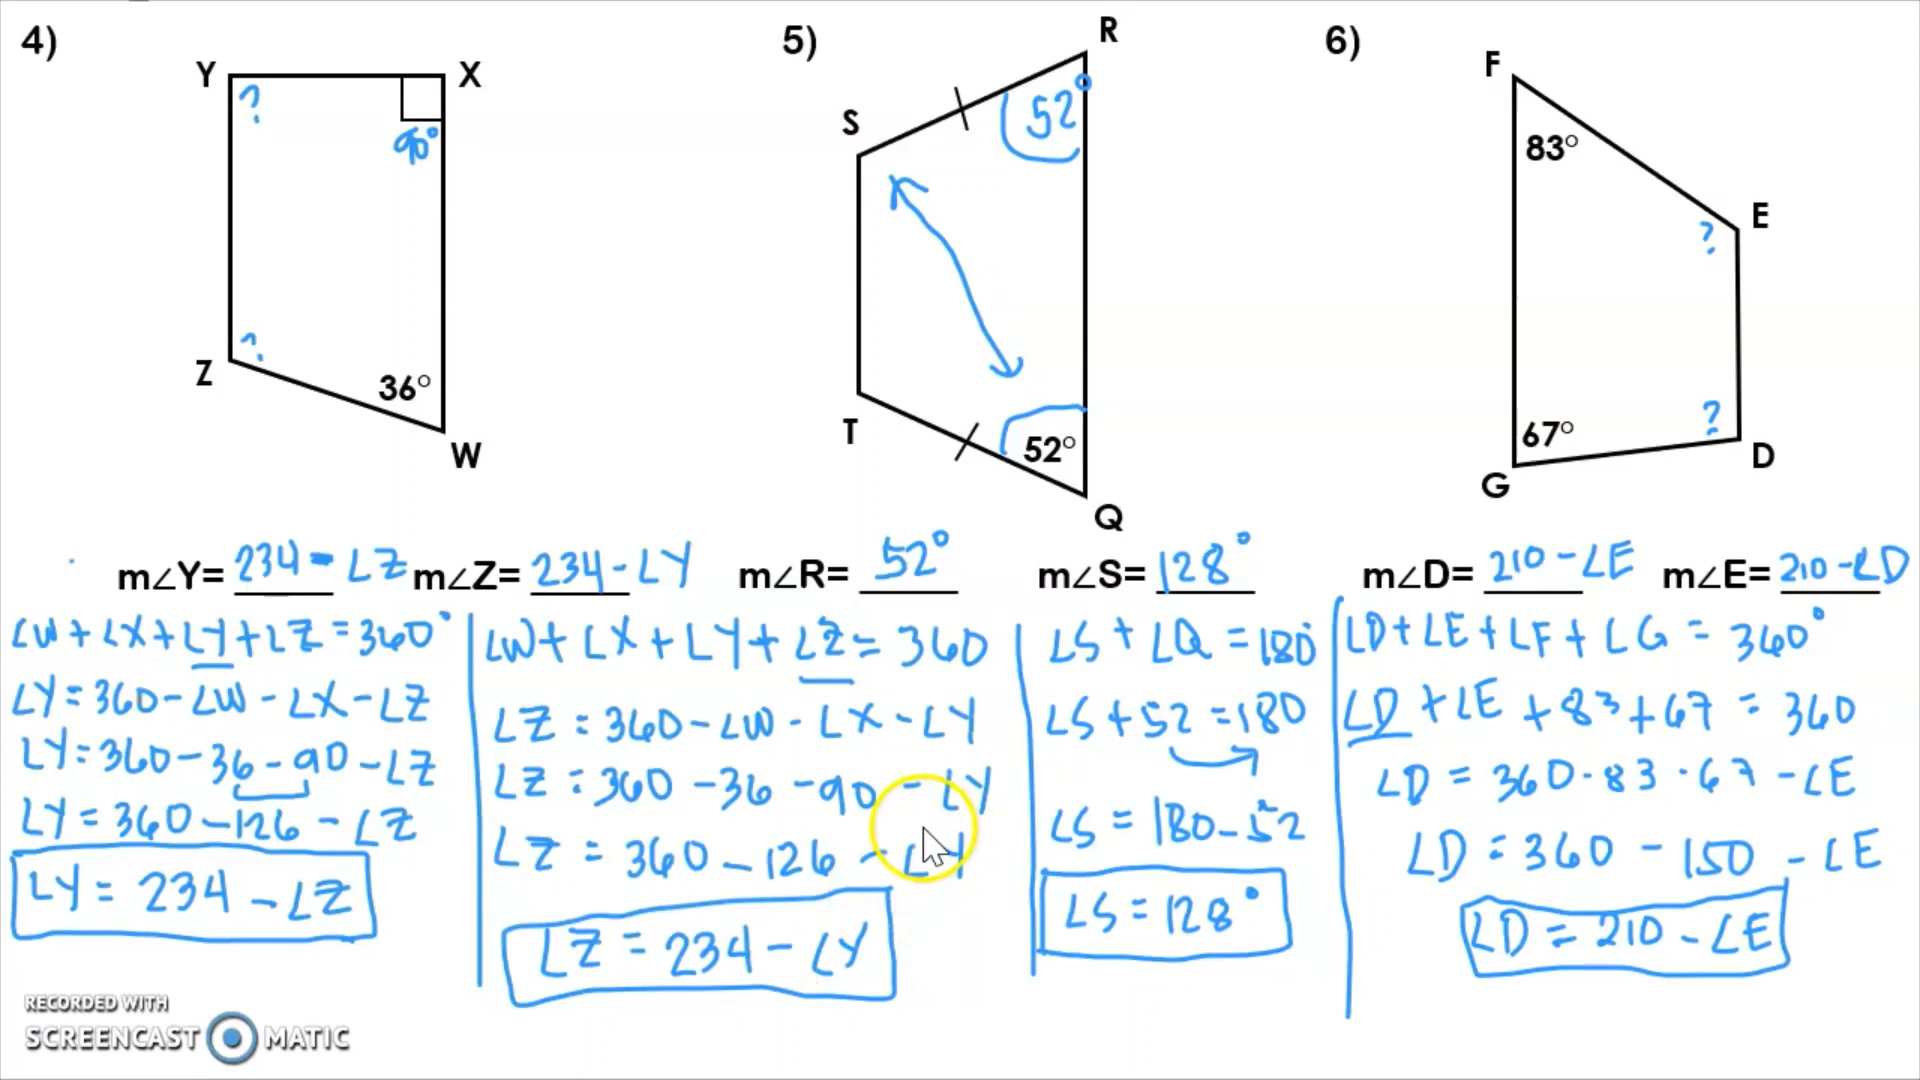 4)
Y
X
?
90°
Z
?
36°
W
5)
R
52°
S
T
52°
Q
6)
F
83°
E
?
?
67°
D
G
m∠Y= 234 - ∠Z
m∠Z= 234 - ∠Y
m∠R= 52°
m∠S= 128°
m∠D= 210 - ∠E
m∠E= 210 - ∠D
∠W + ∠X + ∠Y + ∠Z = 360°
∠Y = 360 - ∠W - ∠X - ∠Z
∠Y = 360 - 36 - 90 - ∠Z
∠Y = 360 - 126 - ∠Z
∠Y = 234 - ∠Z
∠W + ∠X + ∠Y + ∠Z = 360
∠Z = 360 - ∠W - ∠X - ∠Y
∠Z = 360 - 36 - 90 - ∠Y
∠Z = 360 - 126 - ∠Y
∠Z = 234 - ∠Y
∠S + ∠Q = 180°
∠S + 52 = 180
∠S = 180 - 52
∠S = 128°
∠D + ∠E + ∠F + ∠G = 360°
∠D + ∠E + 83 + 67 = 360
∠D = 360 - 83 - 67 - ∠E
∠D = 360 - 150 - ∠E
∠D = 210 - ∠E
RECORDED WITH
SCREENCAST MATIC